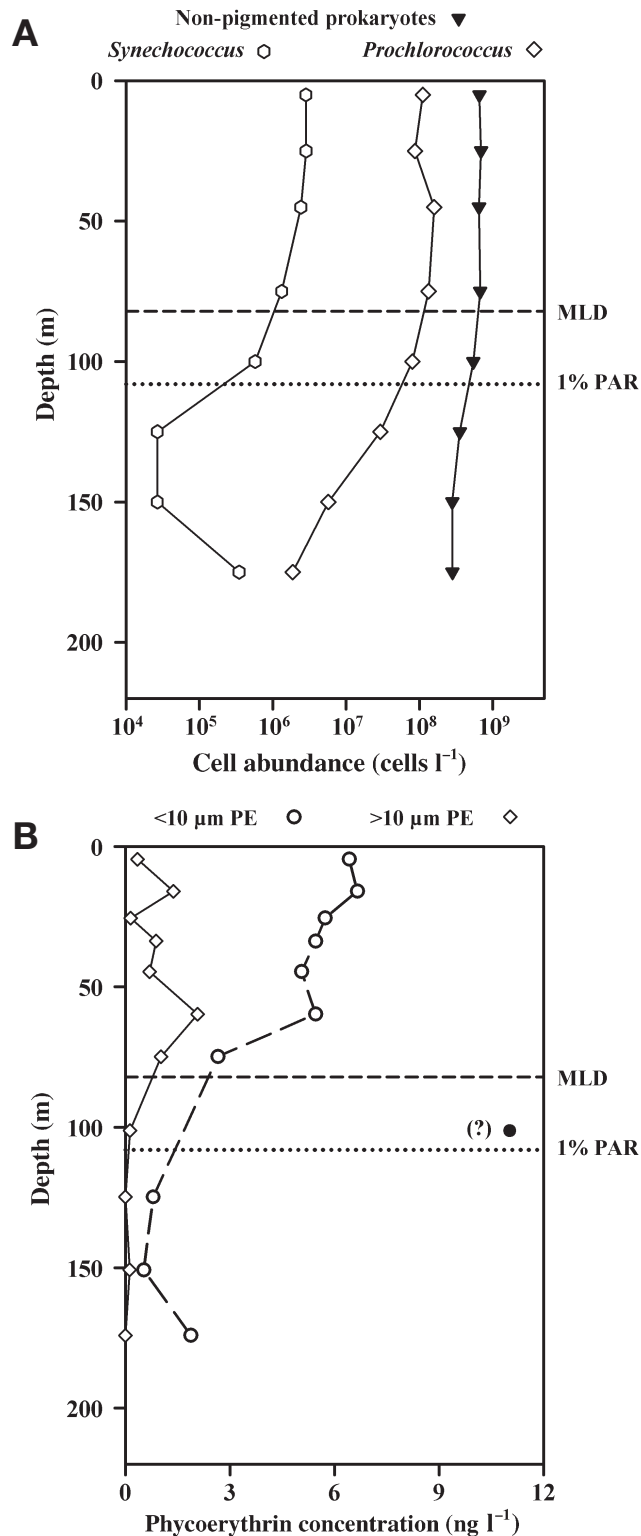 A
Non-pigmented prokaryotes
Synechococcus
Prochlorococcus
0
50
MLD
100
1% PAR
150
200
Depth (m)
10⁴ 10⁵ 10⁶ 10⁷ 10⁸ 10⁹
Cell abundance (cells l⁻¹)
B
<10 µm PE >10 µm PE
0
50
MLD
100
(?)
1% PAR
150
200
Depth (m)
0 3 6 9 12
Phycoerythrin concentration (ng l⁻¹)